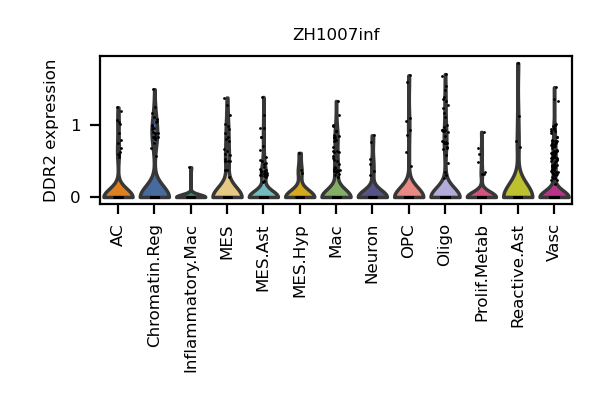 ZH1007inf
DDR2 expression
1
0
AC
Chromatin.Reg
Inflammatory.Mac
MES
MES.Ast
MES.Hyp
Mac
Neuron
OPC
Oligo
Prolif.Metab
Reactive.Ast
Vasc